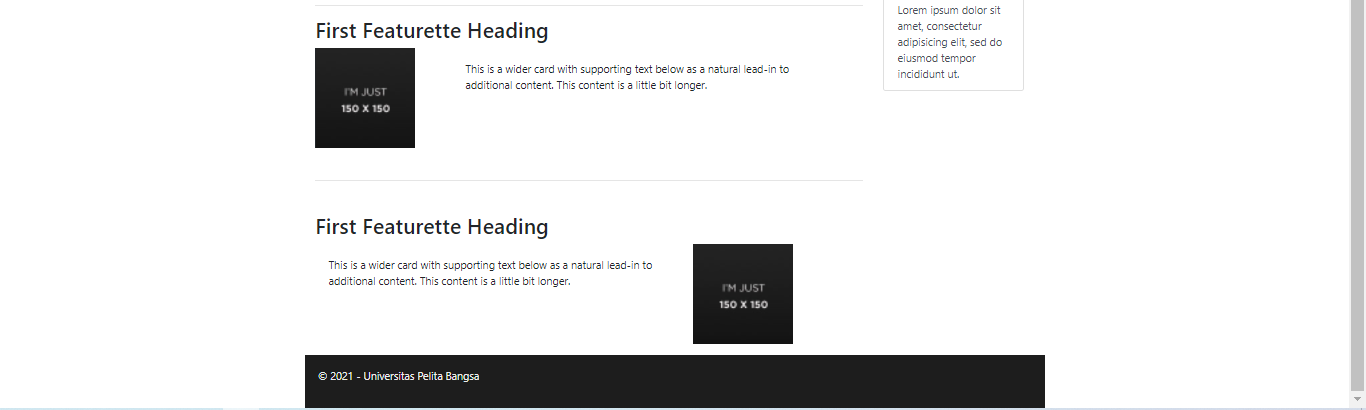 First Featurette Heading
I'M JUST
150 X 150
This is a wider card with supporting text below as a natural lead-in to
additional content. This content is a little bit longer.
Lorem ipsum dolor sit
amet, consectetur
adipisicing elit, sed do
eiusmod tempor
incididunt ut.
First Featurette Heading
This is a wider card with supporting text below as a natural lead-in to
additional content. This content is a little bit longer.
I'M JUST
150 X 150
© 2021 - Universitas Pelita Bangsa